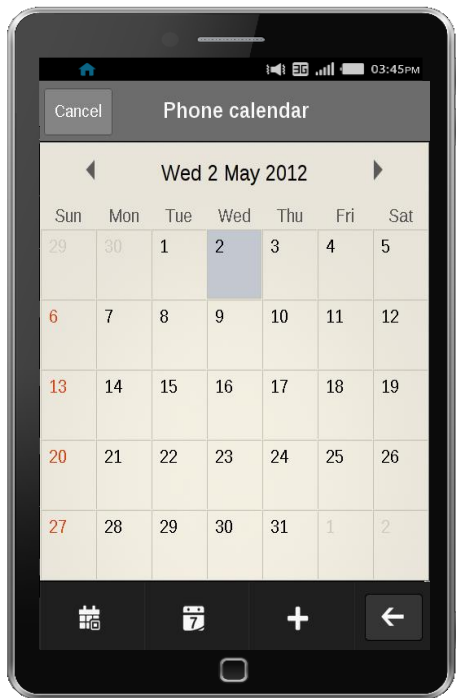 3G 03:45PM
Cancel Phone calendar
Wed 2 May 2012
Sun Mon Tue Wed Thu Fri Sat
29 30 1 2 3 4 5
6 7 8 9 10 11 12
13 14 15 16 17 18 19
20 21 22 23 24 25 26
27 28 29 30 31 1 2
7